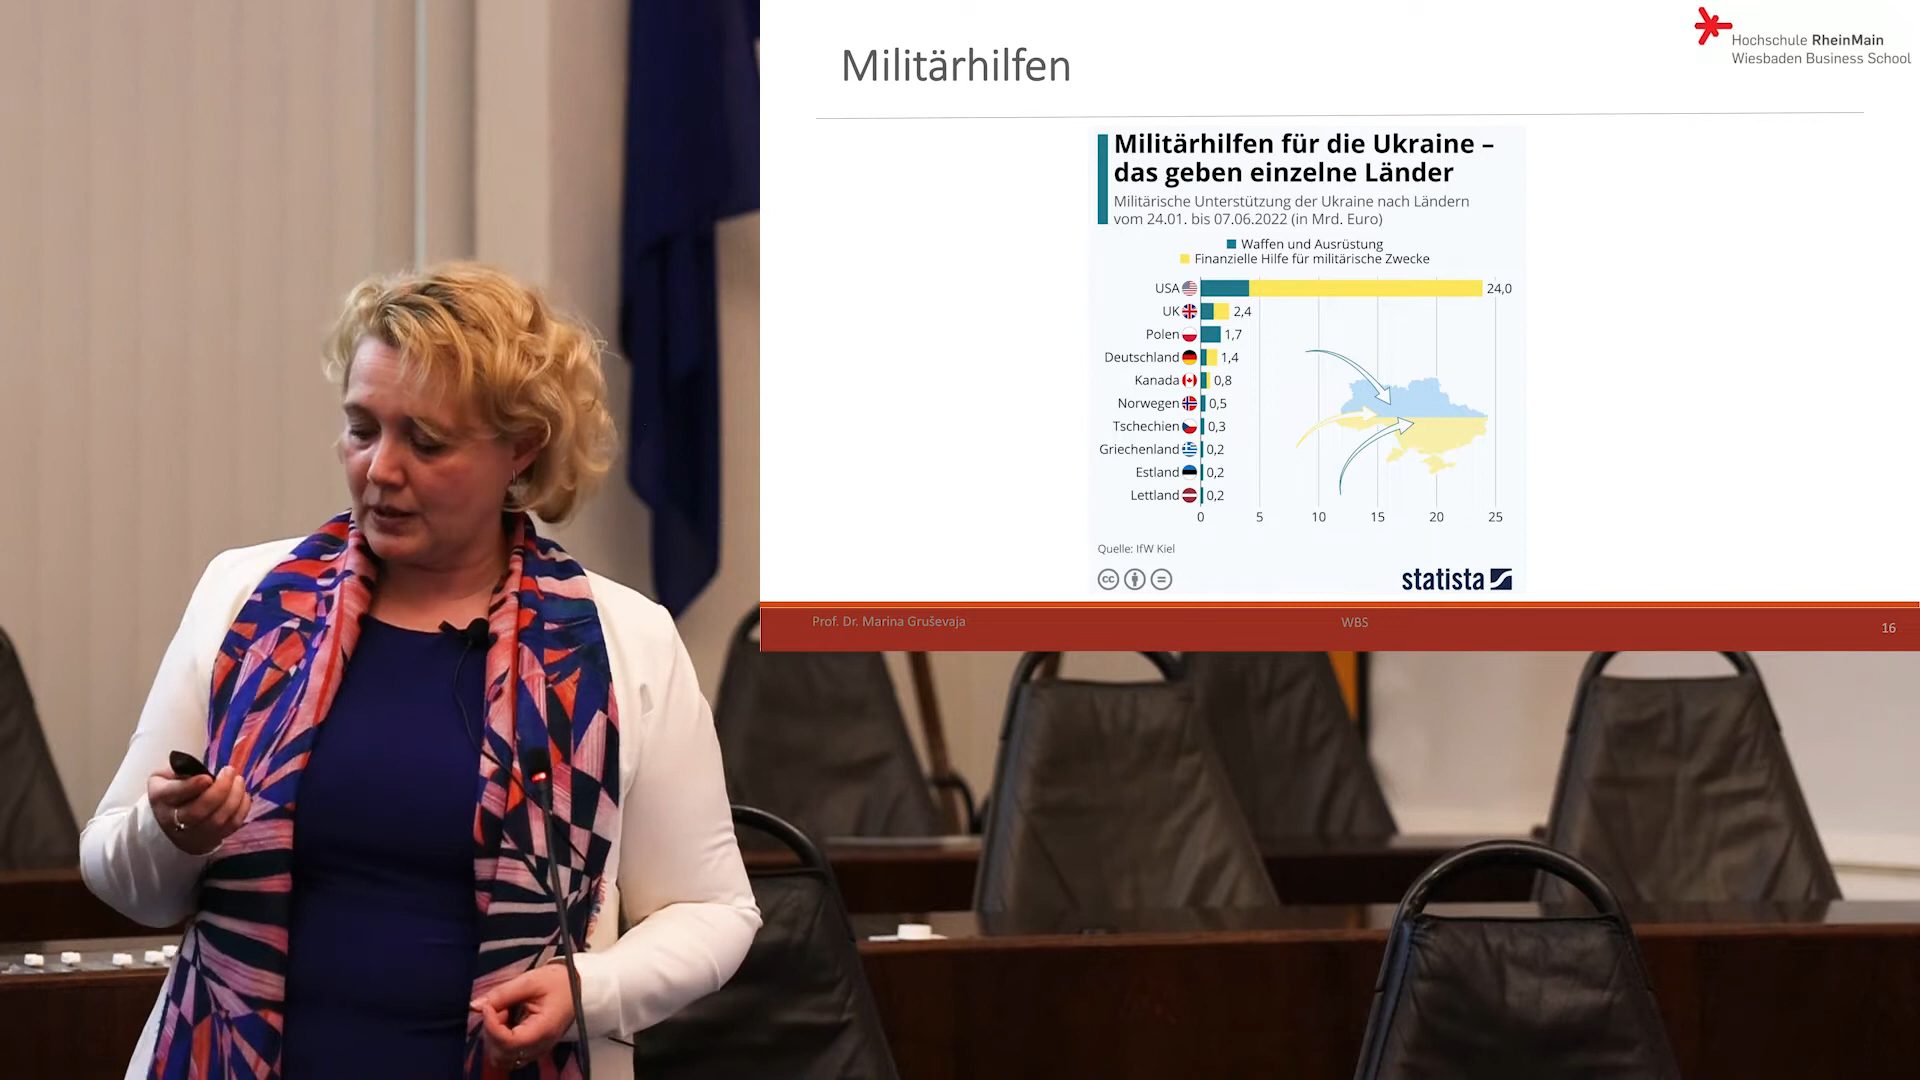 Militärhilfen
Hochschule RheinMain
Wiesbaden Business School
Militärhilfen für die Ukraine –
das geben einzelne Länder
Militärische Unterstützung der Ukraine nach Ländern
vom 24.01. bis 07.06.2022 (in Mrd. Euro)
Waffen und Ausrüstung
Finanzielle Hilfe für militärische Zwecke
USA 24,0
UK 2,4
Polen 1,7
Deutschland 1,4
Kanada 0,8
Norwegen 0,5
Tschechien 0,3
Griechenland 0,2
Estland 0,2
Lettland 0,2
0 5 10 15 20 25
Quelle: IfW Kiel
cc
statista
Prof. Dr. Marina Gruševaja WBS 16